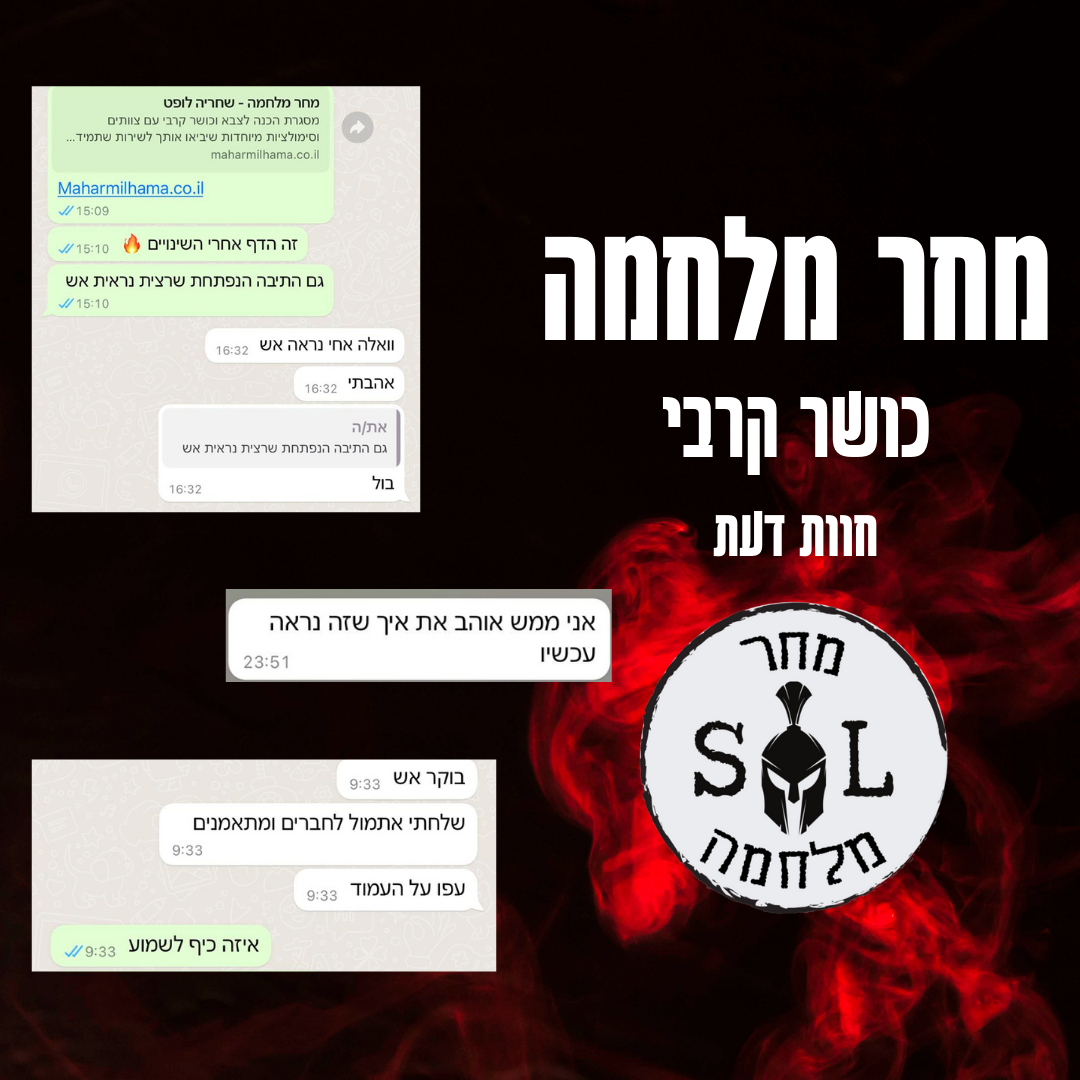 מחר מלחמה - שחריה לופט
מסגרת הכנה לצבא וכושר קרבי עם צוותים
וסימולציות מיוחדות שיביאו אותך לשירות שתמיד...
maharmilhama.co.il
Maharmilhama.co.il
15:09
זה הדף אחרי השינויים 🔥 15:10
גם התיבה הנפתחת שרצית נראית אש
15:10
וואלה אחי נראה אש 16:32
אהבתי 16:32
את/ה
גם התיבה הנפתחת שרצית נראית אש
בול 16:32
מחר מלחמה
כושר קרבי
חוות דעת
אני ממש אוהב את איך שזה נראה
עכשיו 23:51
מחר
S L
מלחמה
בוקר אש 9:33
שלחתי אתמול לחברים ומתאמנים
9:33
עפו על העמוד 9:33
איזה כיף לשמוע 9:33